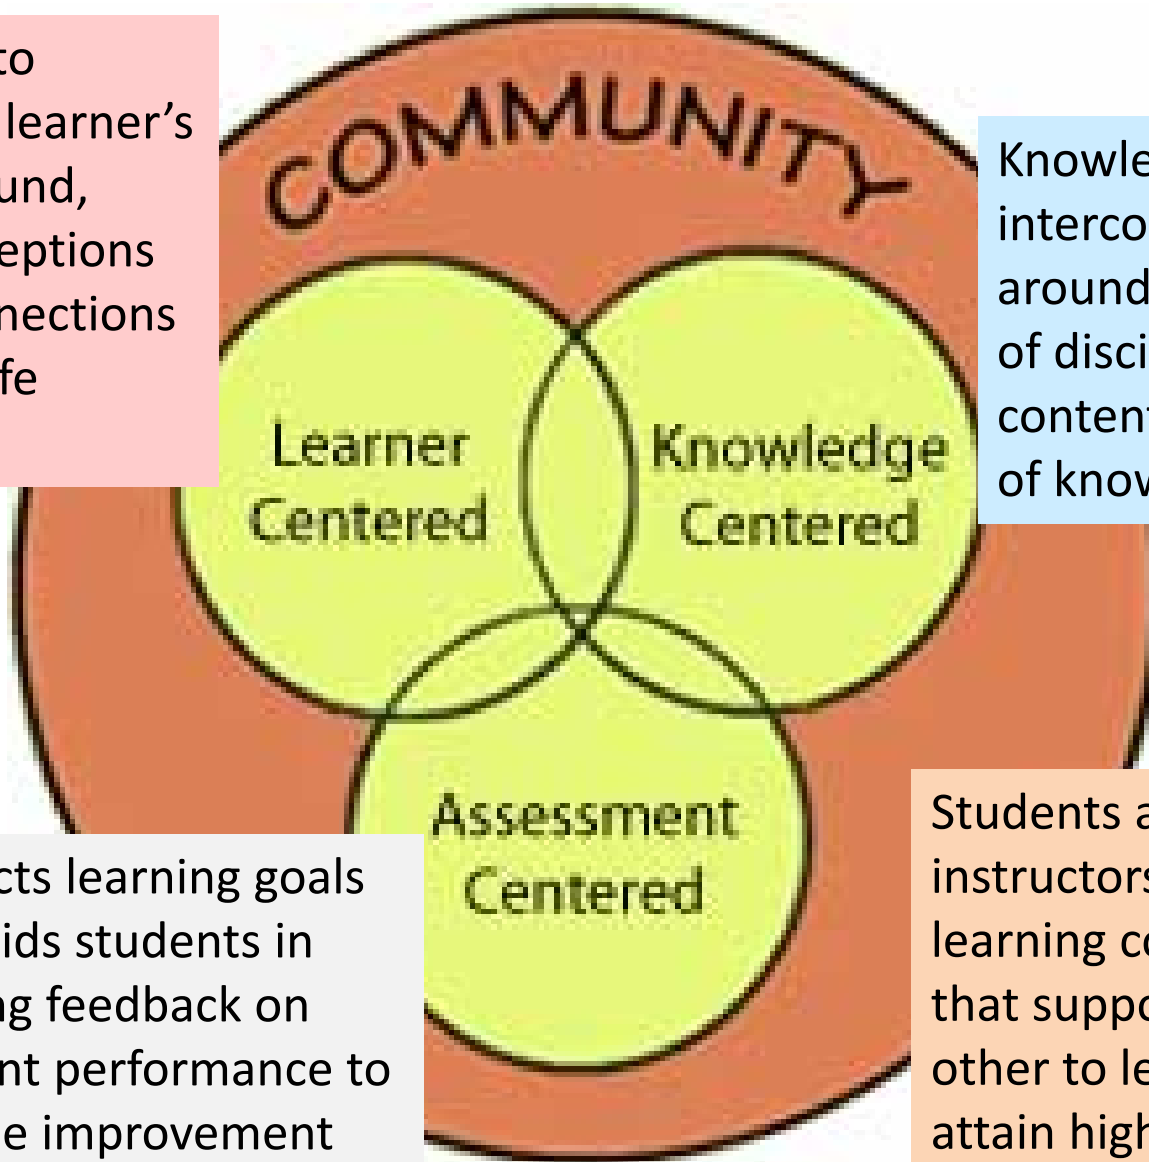 to
learner’s
und,
eptions
nections
fe
COMMUNITY
Knowle
interco
around
of disci
content
of know
Learner
Centered
Knowledge
Centered
Assessment
Centered
cts learning goals
ids students in
ng feedback on
nt performance to
e improvement
Students a
instructors
learning co
that suppo
other to le
attain high